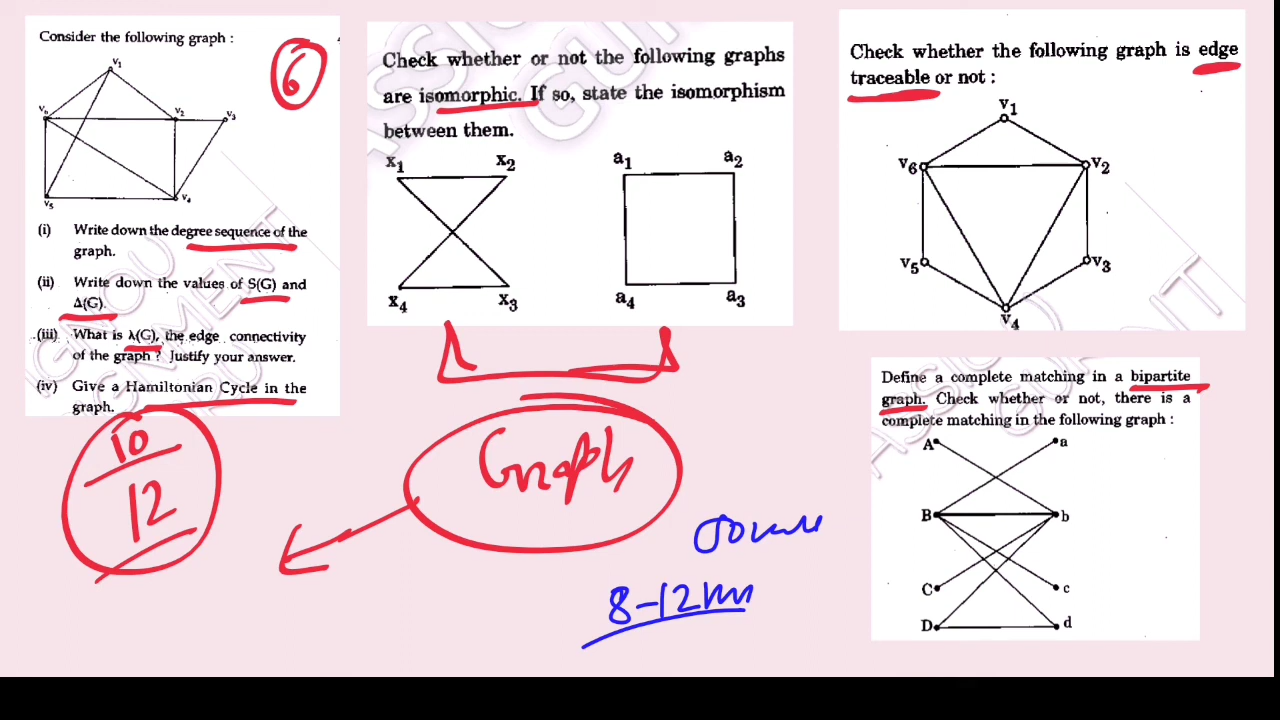 Consider the following graph :
v₁
v₆
v₂
v₃
v₅
v₄
(i) Write down the degree sequence of the
graph.
(ii) Write down the values of S(G) and
Δ(G).
(iii) What is λ(G), the edge connectivity
of the graph ? Justify your answer.
(iv) Give a Hamiltonian Cycle in the
graph.
6
10
12
Check whether or not the following graphs
are isomorphic. If so, state the isomorphism
between them.
x₁ x₂
x₄ x₃
a₁ a₂
a₄ a₃
Graph
8-12
Check whether the following graph is edge
traceable or not :
v₁
v₆ v₂
v₅ v₃
v₄
Define a complete matching in a bipartite
graph. Check whether or not, there is a
complete matching in the following graph :
A a
B b
C c
D d